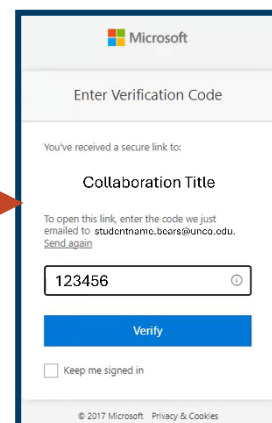 Microsoft
Enter Verification Code
You've received a secure link to:
Collaboration Title
To open this link, enter the code we just
emailed to studentname.bears@unco.edu.
Send again
123456
Verify
Keep me signed in
© 2017 Microsoft Privacy & Cookies